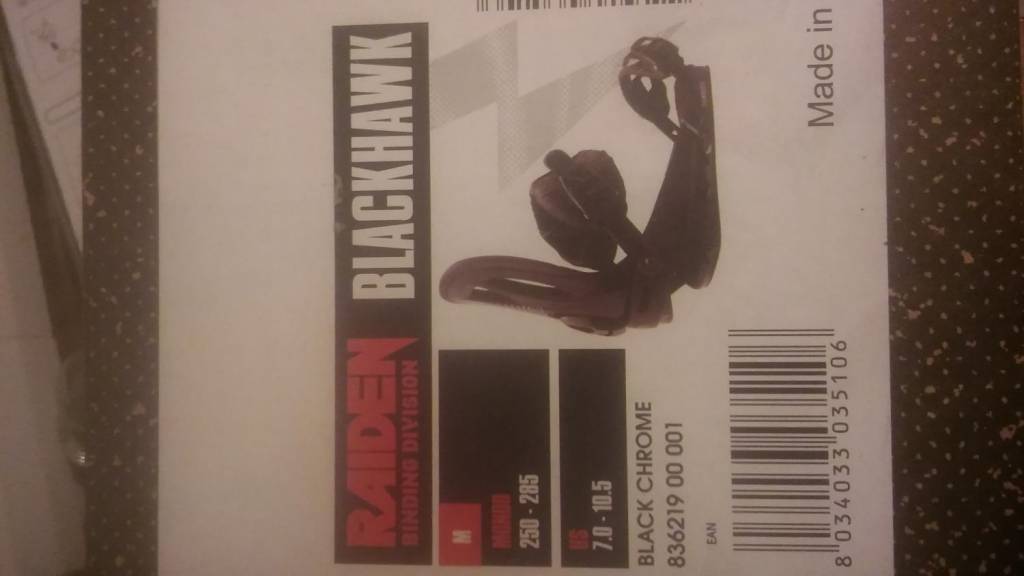 RAIDEN BLACKHAWK
BINDING DIVISION
M
MONDO
250 - 285
US
7.0 - 10.5
BLACK CHROME
836219 00 001
EAN
8 034033 035106
Made in